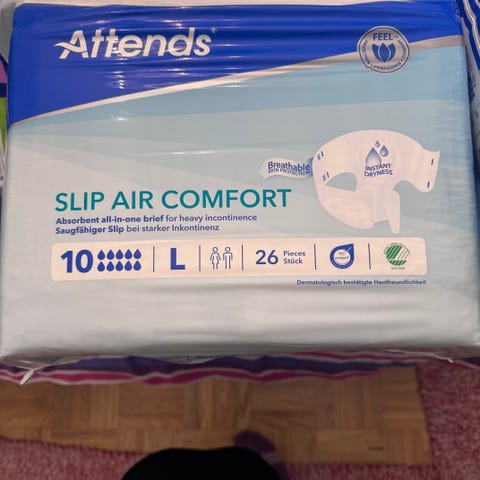 Attends
FEEL
Breathable
SKIN PROTECTION
INSTANT
DRYNESS
SLIP AIR COMFORT
Absorbent all-in-one brief for heavy incontinence
Saugfähiger Slip bei starker Inkontinenz
10 L 26 Pieces
Stück
Dermatologisch bestätigte Hautfreundlichkeit